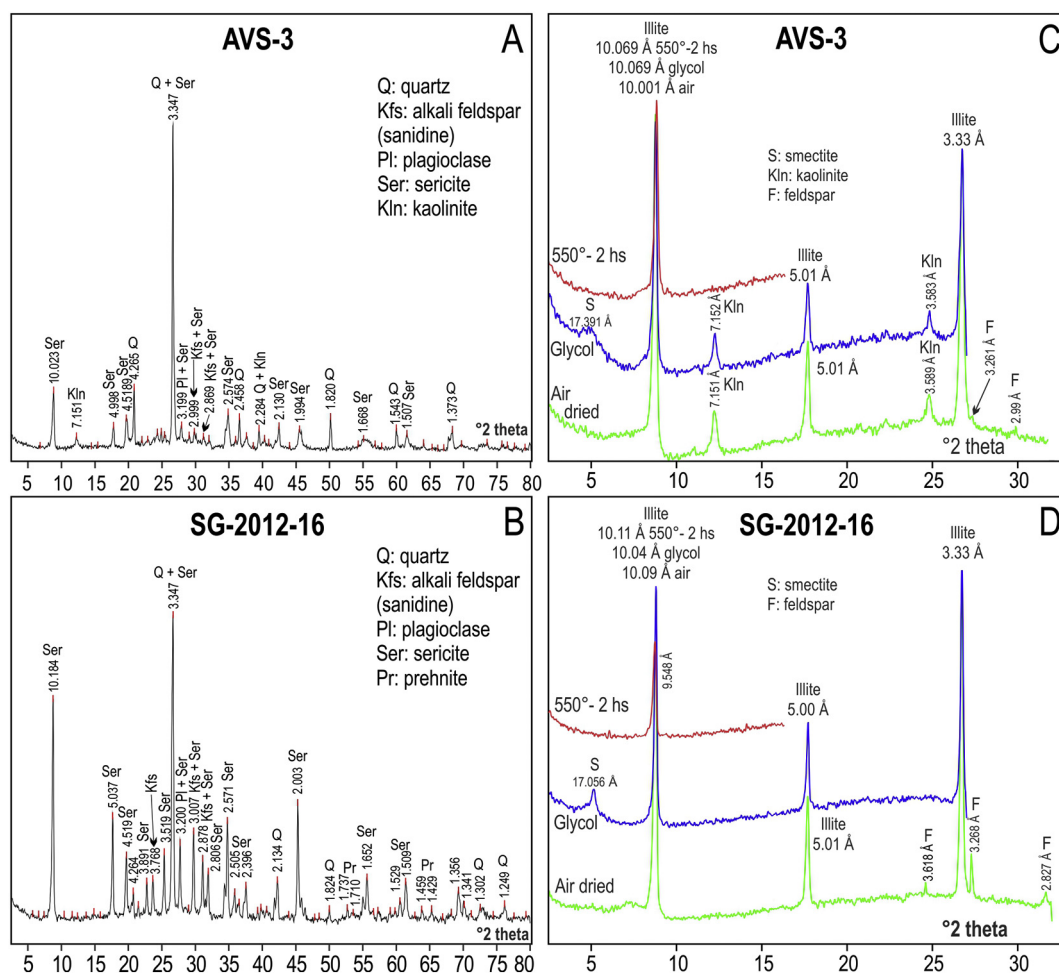 AVS-3
A
Q: quartz
Kfs: alkali feldspar
(sanidine)
Pl: plagioclase
Ser: sericite
Kln: kaolinite
Ser
10.023
Kln
7.151
4.998 Ser
4.5189 Ser
4.265 Q
Q + Ser
3.347
3.199 Pl + Ser
2.999 Kfs + Ser
2.869 Kfs + Ser
2.574 Ser
2.458 Q
2.284 Q + Kln
2.130 Ser
1.994 Ser
1.820 Q
1.668 Ser
1.543 Q
1.507 Ser
1.373 Q
°2 theta
5 10 15 20 25 30 35 40 45 50 55 60 65 70 75 80
SG-2012-16
B
Q: quartz
Kfs: alkali feldspar
(sanidine)
Pl: plagioclase
Ser: sericite
Pr: prehnite
Ser
10.184
Ser
5.037
Ser
4.519
4.264
3.891 Ser
Kfs
3.768
3.519 Ser
Q + Ser
3.347
3.200 Pl + Ser
3.007 Kfs + Ser
2.878 Kfs + Ser
2.806 Ser
2.571 Ser
2.505 Ser
2.396
2.134 Q
Ser
2.003
1.824 Q
1.737 Pr
1.710
1.652 Ser
1.529 Ser
1.509
1.459 Pr
1.429
1.356
1.341
1.302 Q
1.249 Q
°2 theta
5 10 15 20 25 30 35 40 45 50 55 60 65 70 75 80
AVS-3
C
Illite
10.069 Å 550°-2 hs
10.069 Å glycol
10.001 Å air
S: smectite
Kln: kaolinite
F: feldspar
Illite
3.33 Å
550°- 2 hs
S
17.391 Å
Glycol
Air
dried
7.152 Å
Kln
7.151 Å
Kln
Illite
5.01 Å
5.01 Å
Kln
3.583 Å
Kln
3.589 Å
F
3.261 Å
F
2.99 Å
°2 theta
5 10 15 20 25 30
SG-2012-16
D
Illite
10.11 Å 550°- 2 hs
10.04 Å glycol
10.09 Å air
S: smectite
F: feldspar
Illite
3.33 Å
9.548 Å
550°- 2 hs
S
17.056 Å
Glycol
Air dried
Illite
5.00 Å
Illite
5.01 Å
F
3.618 Å
F
3.268 Å
F
2.827 Å
°2 theta
5 10 15 20 25 30